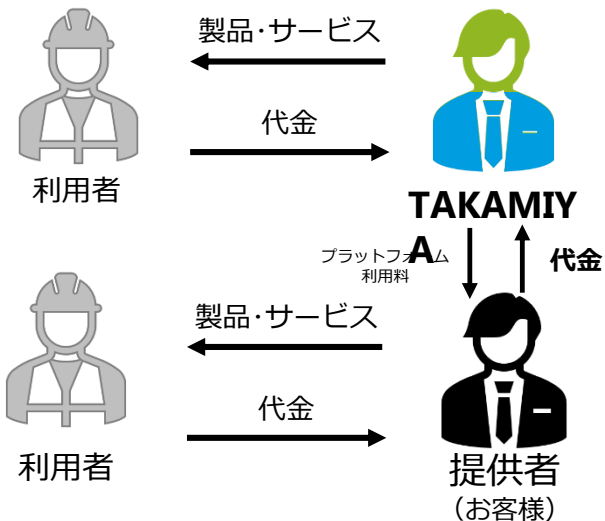 製品・サービス
代金
利用者
TAKAMIY
A
プラットフォーム
利用料
代金
製品・サービス
代金
利用者
提供者
（お客様）